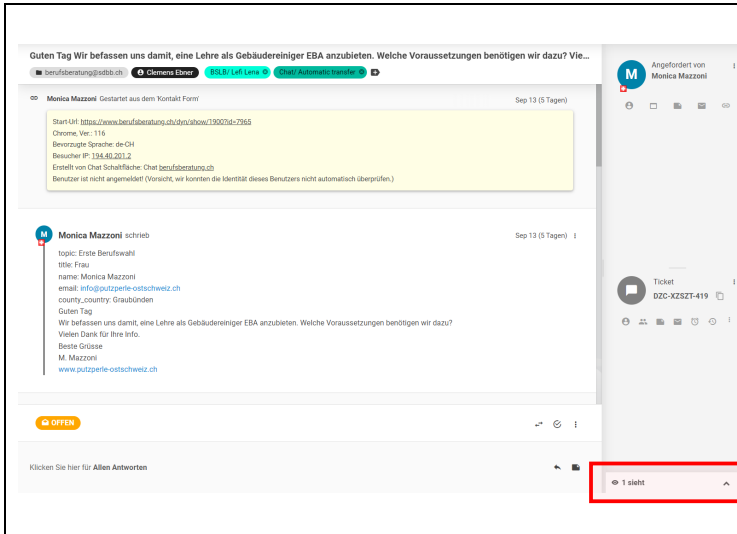 Guten Tag Wir befassen uns damit, eine Lehre als Gebäudereiniger EBA anzubieten. Welche Voraussetzungen benötigen wir dazu? Vie...
berufsberatung@sdbb.ch Clemens Ebner BSLB/ Lefi Lena Chat/ Automatic transfer
Monica Mazzoni Gestartet aus dem 'Kontakt Form' Sep 13 (5 Tagen)
Start-Url: https://www.berufsberatung.ch/dyn/show/1900?id=7965
Chrome, Ver.: 116
Bevorzugte Sprache: de-CH
Besucher IP: 194.40.201.2
Erstellt von Chat Schaltfläche: Chat berufsberatung.ch
Benutzer ist nicht angemeldet! (Vorsicht, wir konnten die Identität dieses Benutzers nicht automatisch überprüfen.)
M Monica Mazzoni schrieb Sep 13 (5 Tagen)
topic: Erste Berufswahl
title: Frau
name: Monica Mazzoni
email: info@putzperle-ostschweiz.ch
county_country: Graubünden
Guten Tag
Wir befassen uns damit, eine Lehre als Gebäudereiniger EBA anzubieten. Welche Voraussetzungen benötigen wir dazu?
Vielen Dank für Ihre Info.
Beste Grüsse
M. Mazzoni
www.putzperle-ostschweiz.ch
OFFEN
Klicken Sie hier für Allen Antworten
M
Angefordert von
Monica Mazzoni
Ticket
DZC-XZSZT-419
1 sieht